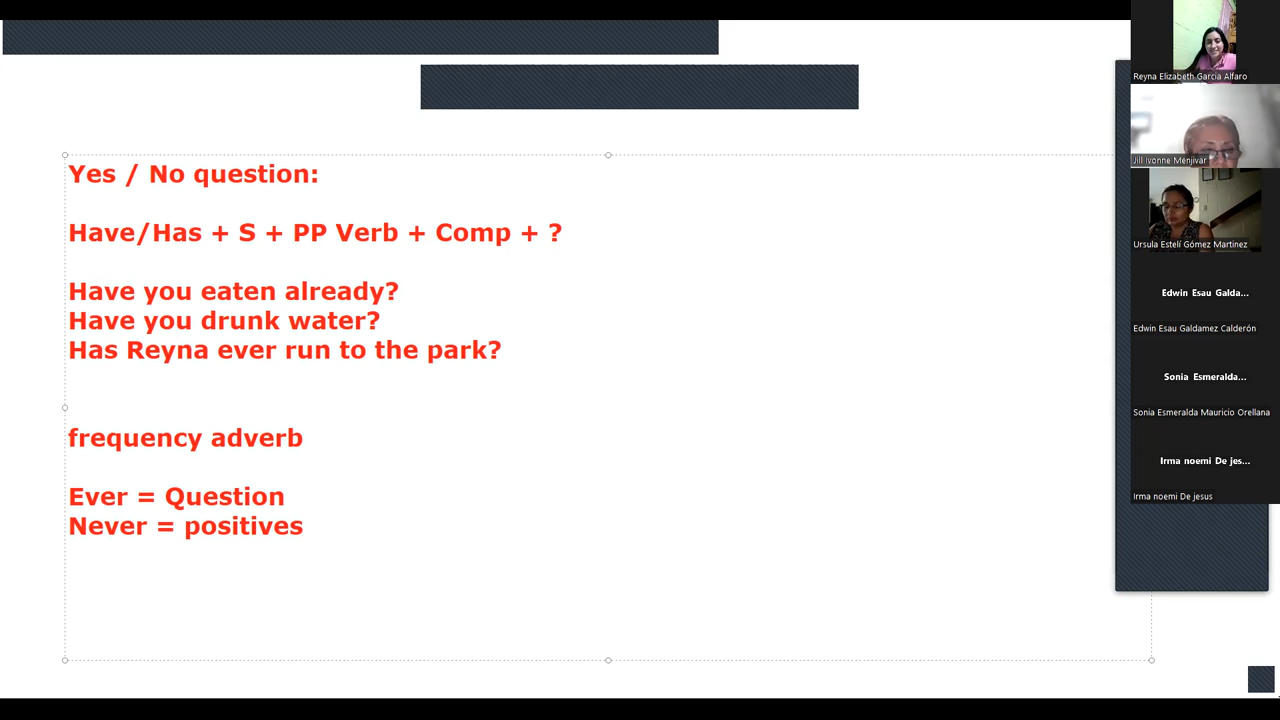 Yes / No question:
Have/Has + S + PP Verb + Comp + ?
Have you eaten already?
Have you drunk water?
Has Reyna ever run to the park?
frequency adverb
Ever = Question
Never = positives
Reyna Elizabeth Garcia Alfaro
Jill Ivonne Menjivar
Ursula Estelí Gómez Martinez
Edwin Esau Galda...
Edwin Esau Galdamez Calderón
Sonia Esmeralda...
Sonia Esmeralda Mauricio Orellana
Irma noemi De jes...
Irma noemi De jesus